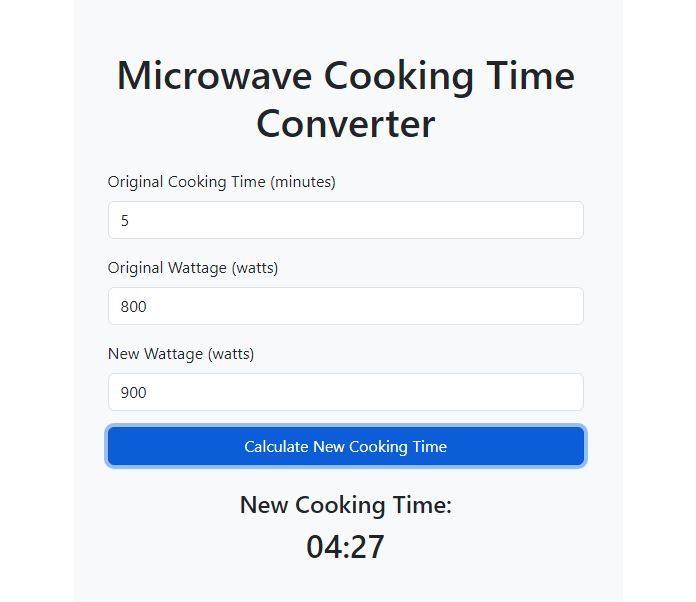 Microwave Cooking Time
Converter
Original Cooking Time (minutes)
5
Original Wattage (watts)
800
New Wattage (watts)
900
Calculate New Cooking Time
New Cooking Time:
04:27